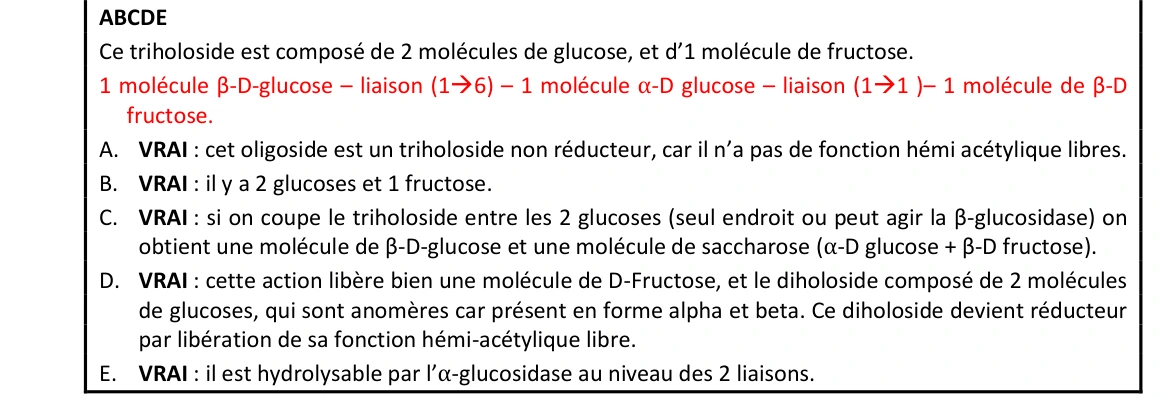 ABCDE
Ce triholoside est composé de 2 molécules de glucose, et d’1 molécule de fructose.
1 molécule β-D-glucose – liaison (1→6) – 1 molécule α-D glucose – liaison (1→1 )– 1 molécule de β-D
fructose.
A. VRAI : cet oligoside est un triholoside non réducteur, car il n’a pas de fonction hémi acétylique libres.
B. VRAI : il y a 2 glucoses et 1 fructose.
C. VRAI : si on coupe le triholoside entre les 2 glucoses (seul endroit ou peut agir la β-glucosidase) on
obtient une molécule de β-D-glucose et une molécule de saccharose (α-D glucose + β-D fructose).
D. VRAI : cette action libère bien une molécule de D-Fructose, et le diholoside composé de 2 molécules
de glucoses, qui sont anomères car présent en forme alpha et beta. Ce diholoside devient réducteur
par libération de sa fonction hémi-acétylique libre.
E. VRAI : il est hydrolysable par l’α-glucosidase au niveau des 2 liaisons.